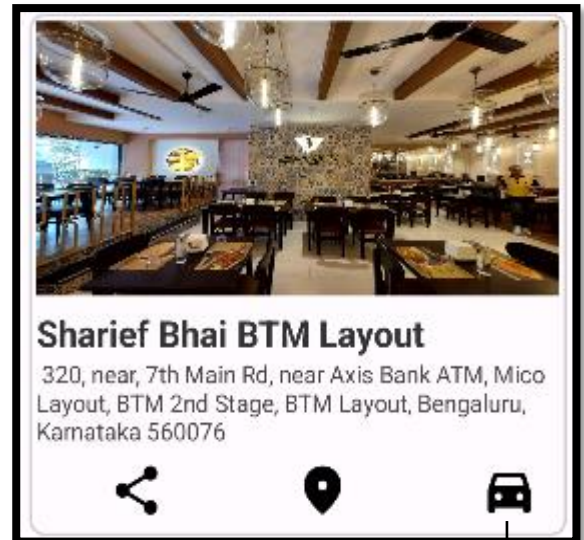 Sharief Bhai BTM Layout
320, near, 7th Main Rd, near Axis Bank ATM, Mico
Layout, BTM 2nd Stage, BTM Layout, Bengaluru,
Karnataka 560076